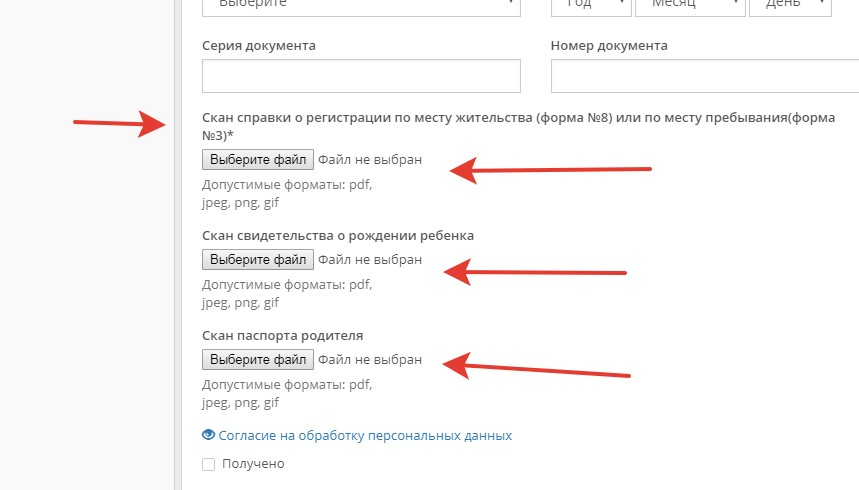 Выберите Год Месяц День
Серия документа Номер документа
Скан справки о регистрации по месту жительства (форма №8) или по месту пребывания(форма
№3)*
Выберите файл Файл не выбран
Допустимые форматы: pdf,
jpeg, png, gif
Скан свидетельства о рождении ребенка
Выберите файл Файл не выбран
Допустимые форматы: pdf,
jpeg, png, gif
Скан паспорта родителя
Выберите файл Файл не выбран
Допустимые форматы: pdf,
jpeg, png, gif
Согласие на обработку персональных данных
Получено